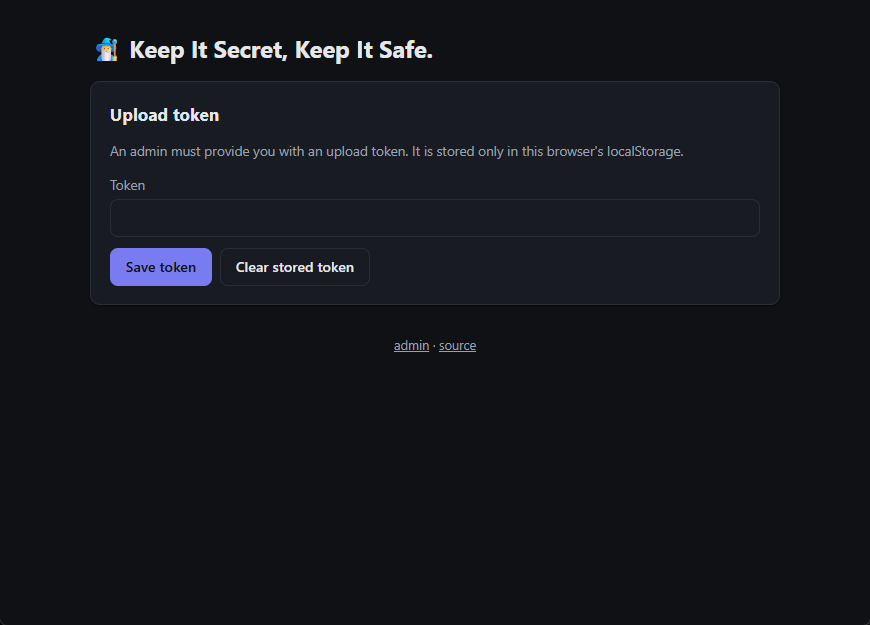 Keep It Secret, Keep It Safe.
Upload token
An admin must provide you with an upload token. It is stored only in this browser's localStorage.
Token
Save token
Clear stored token
admin · source